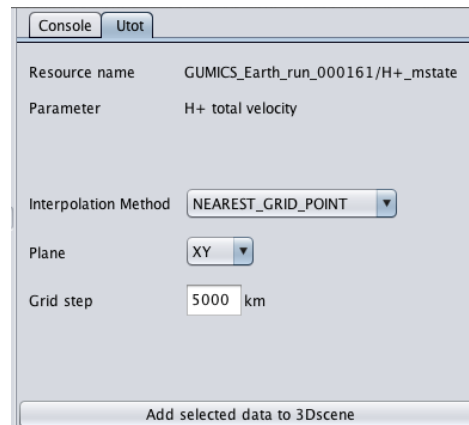 Console Utot
Resource name GUMICS_Earth_run_000161/H+_mstate
Parameter H+ total velocity
Interpolation Method NEAREST_GRID_POINT
Plane XY
Grid step 5000 km
Add selected data to 3Dscene